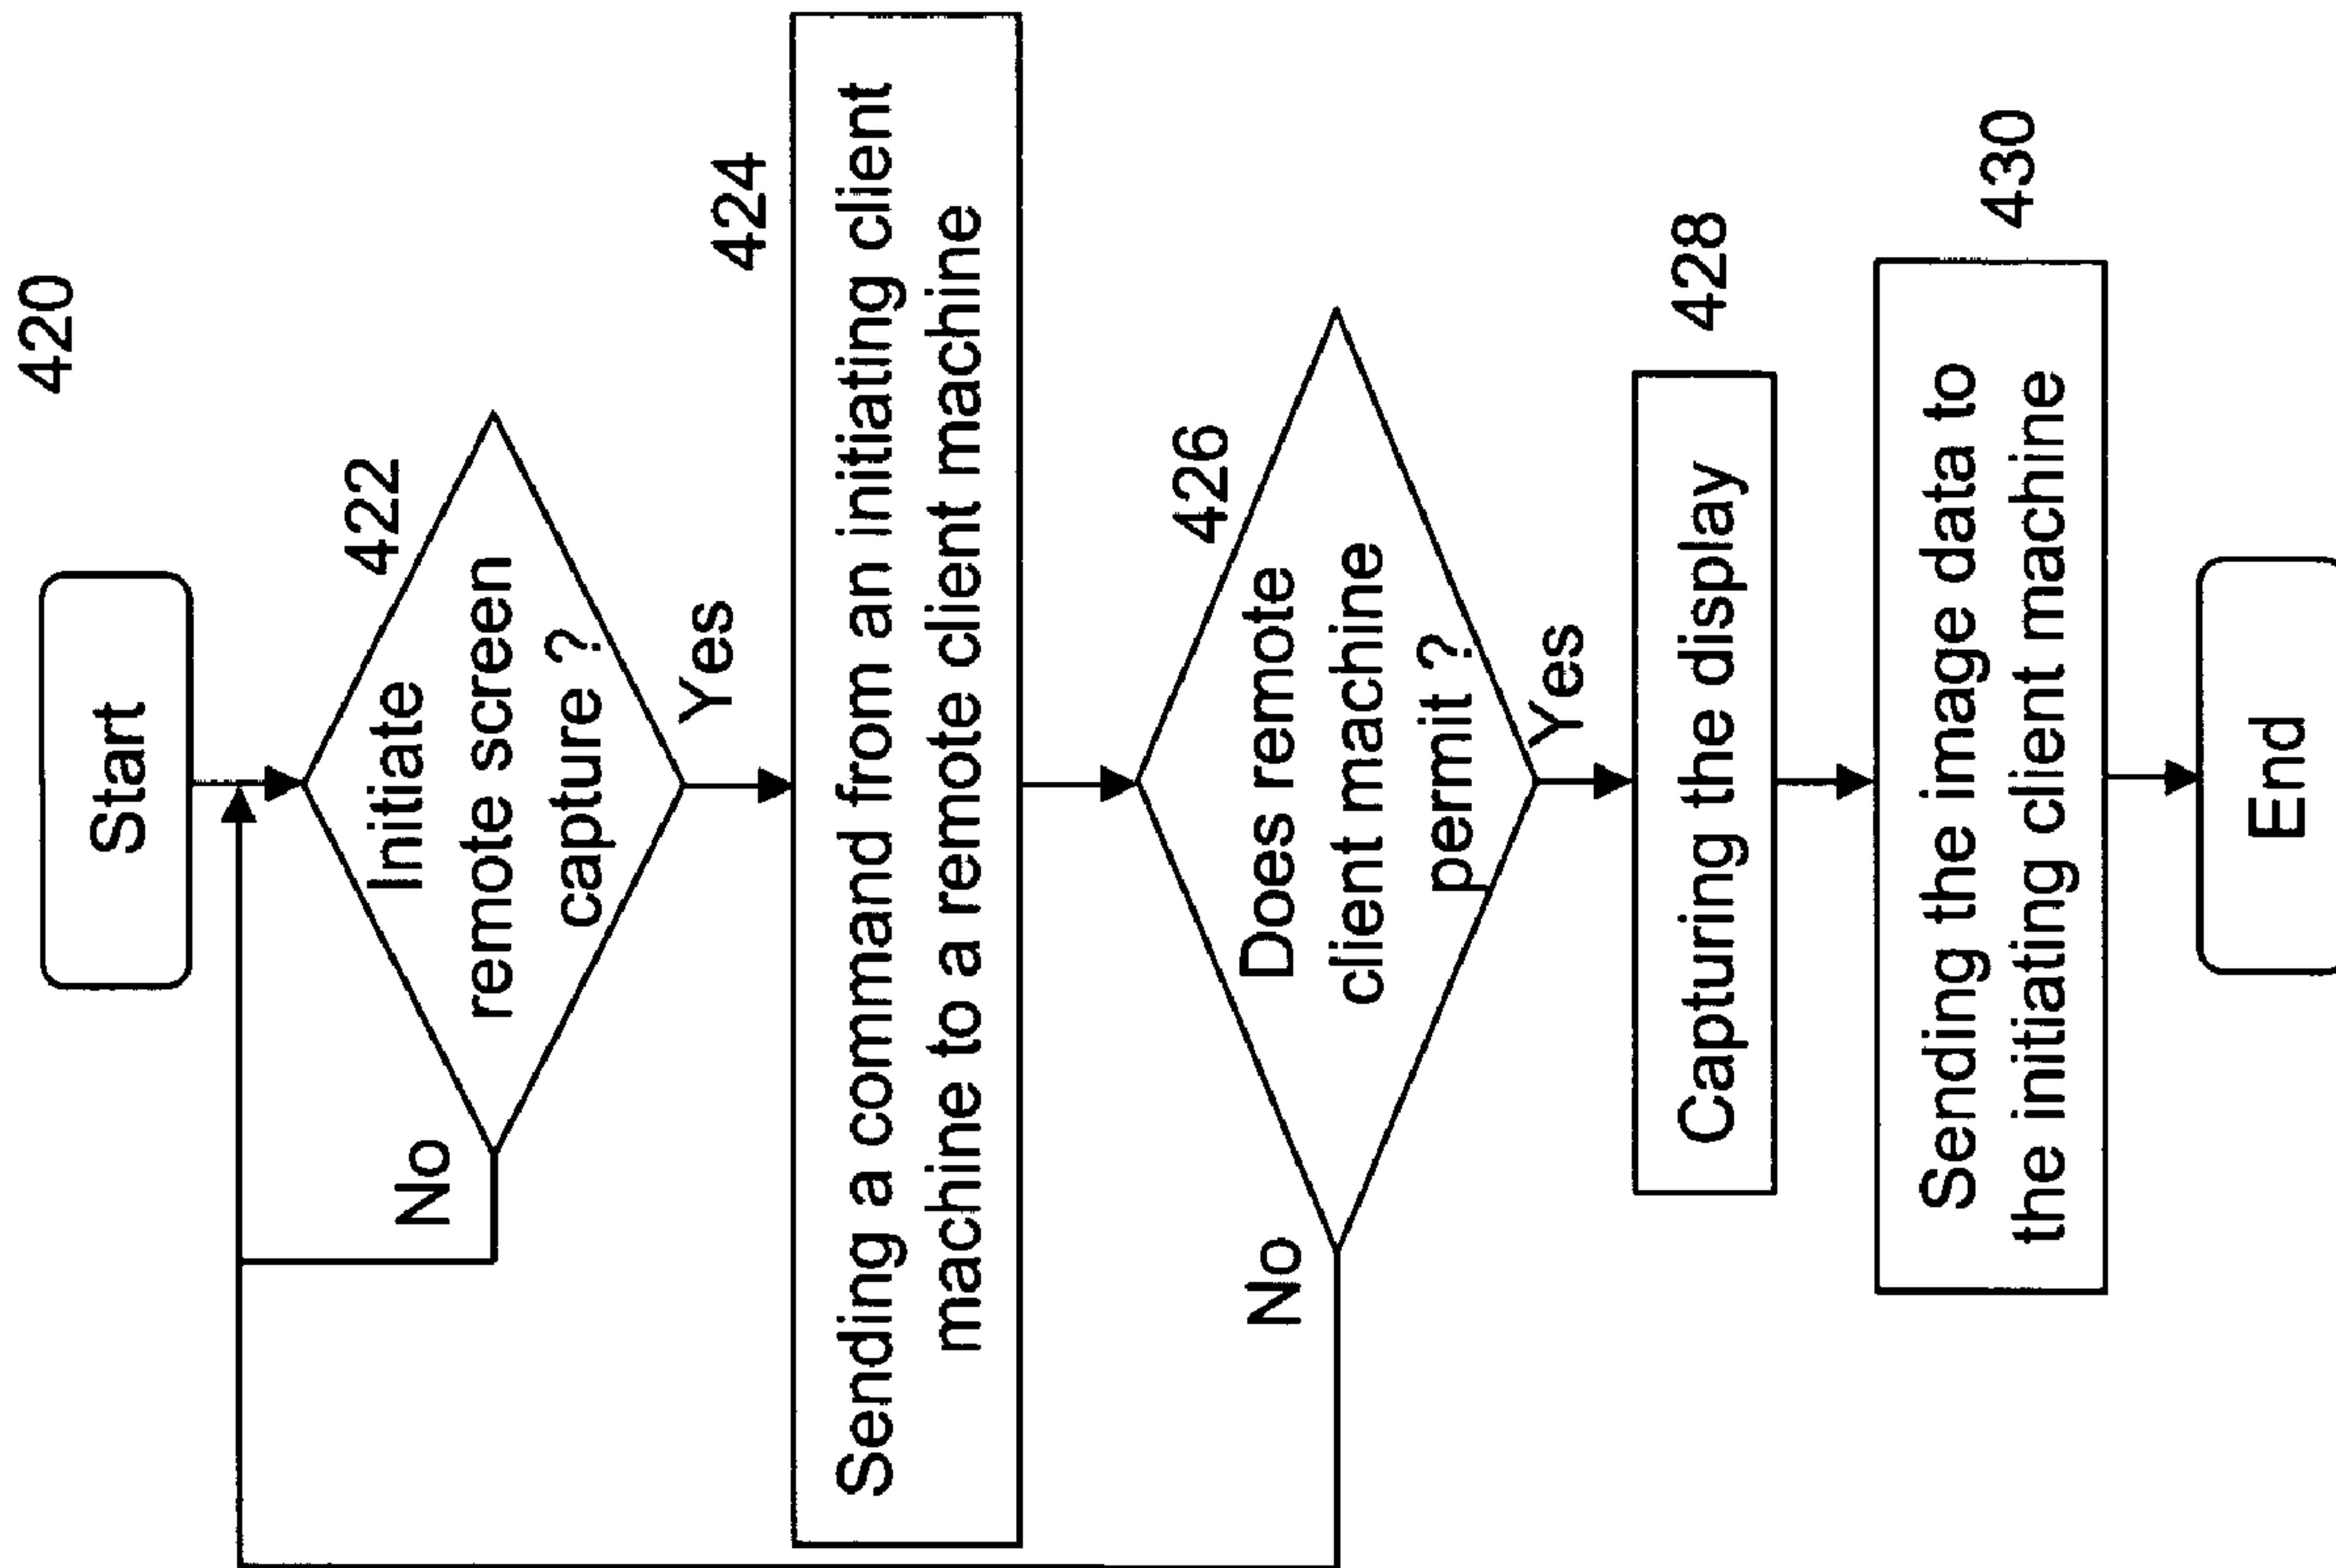 420
Start
422
Initiate
remote screen
capture ?
No
Yes
424
Sending a command from an initiating client
machine to a remote client machine
426
Does remote
client machine
permit ?
No
Yes
428
Capturing the display
430
Sending the image data to
the initiating client machine
End